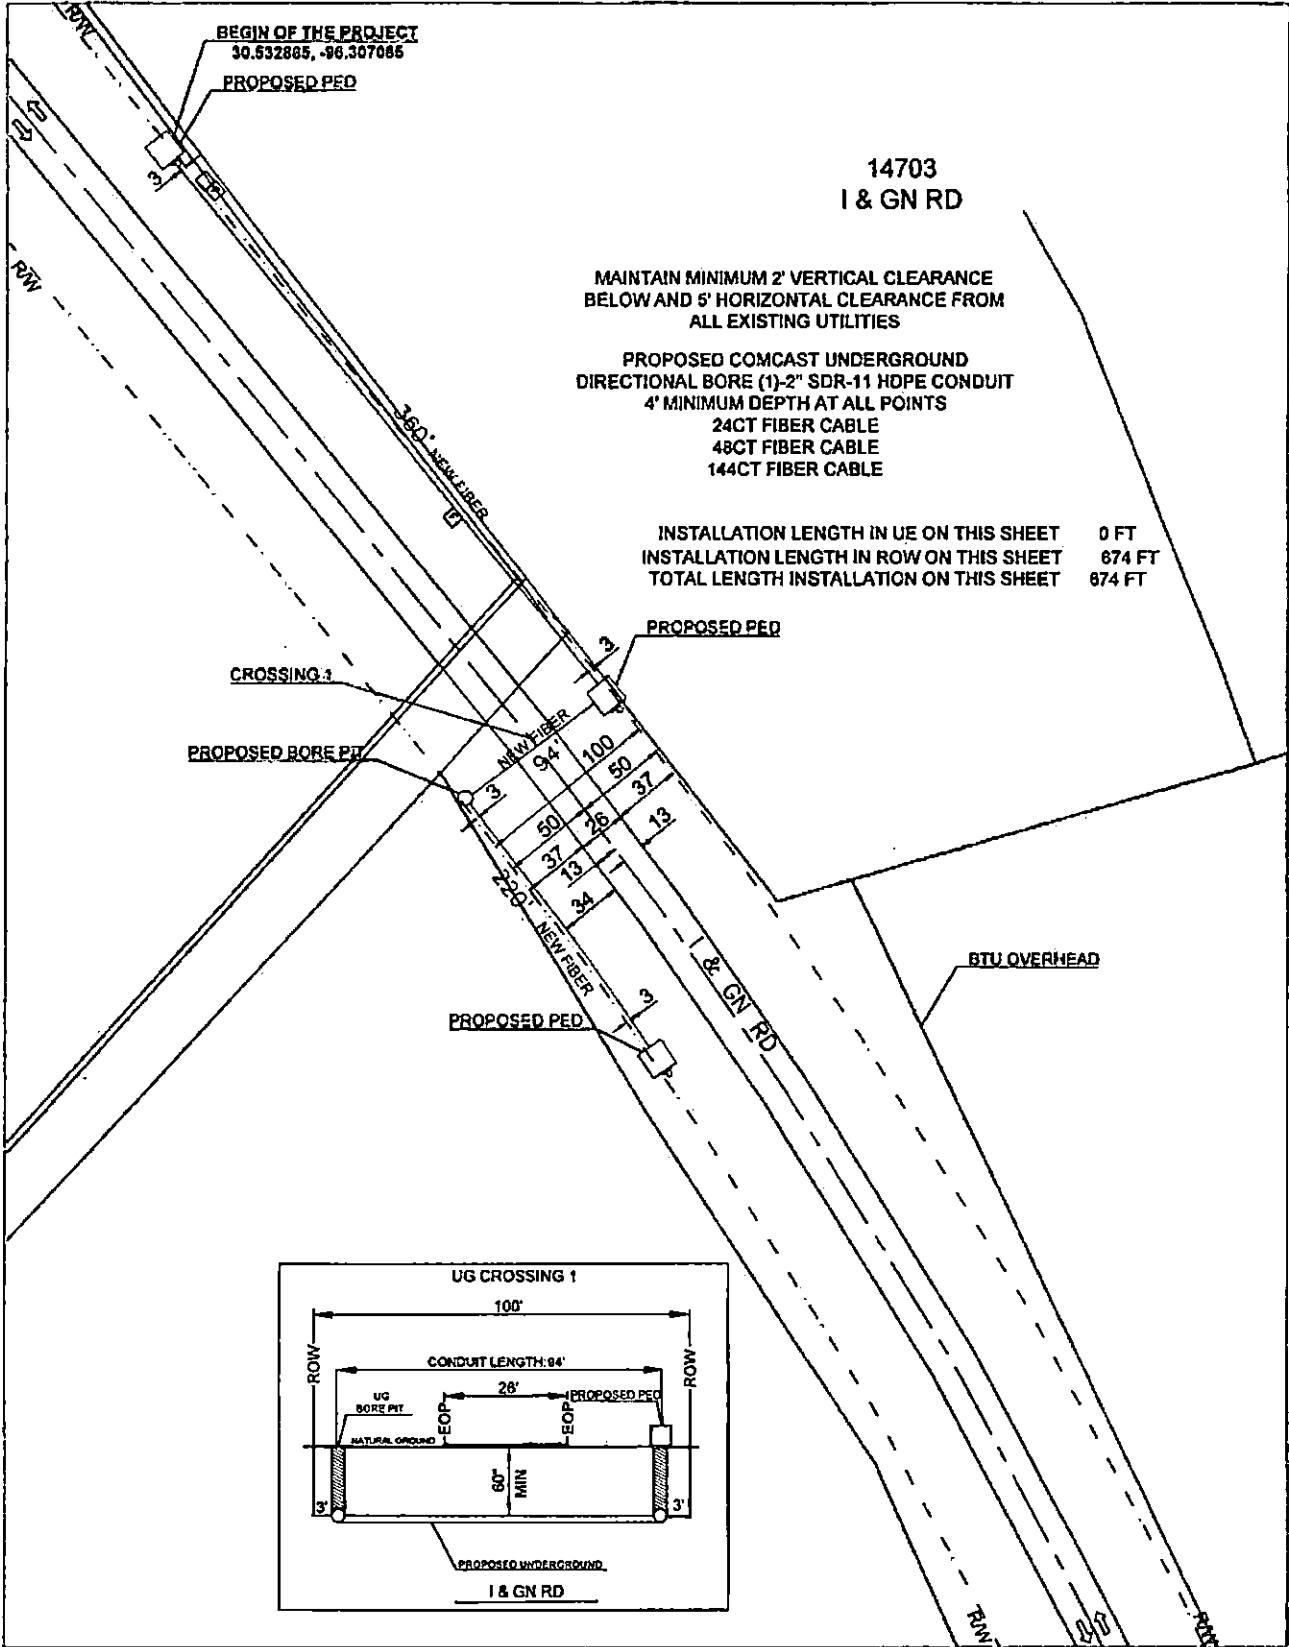 R/W
BEGIN OF THE PROJECT
30.532885, -96.307085
PROPOSED PED
3
R/W
14703
I & GN RD
MAINTAIN MINIMUM 2' VERTICAL CLEARANCE
BELOW AND 5' HORIZONTAL CLEARANCE FROM
ALL EXISTING UTILITIES
PROPOSED COMCAST UNDERGROUND
DIRECTIONAL BORE (1)-2" SDR-11 HDPE CONDUIT
4' MINIMUM DEPTH AT ALL POINTS
24CT FIBER CABLE
48CT FIBER CABLE
144CT FIBER CABLE
360' NEW FIBER
INSTALLATION LENGTH IN UE ON THIS SHEET 0 FT
INSTALLATION LENGTH IN ROW ON THIS SHEET 674 FT
TOTAL LENGTH INSTALLATION ON THIS SHEET 674 FT
PROPOSED PED
3
CROSSING 1
PROPOSED BORE PIT
NEW FIBER
94'
3
100
50
50
37
26
37
13
13
34
220' NEW FIBER
3
PROPOSED PED
I & GN RD
BTU OVERHEAD
UG CROSSING 1
100'
ROW
ROW
CONDUIT LENGTH: 94'
26'
PROPOSED PED
UG
BORE PIT
EOP
EOP
NATURAL GROUND
60"
MIN
3'
3'
PROPOSED UNDERGROUND
I & GN RD
R/W
R/W